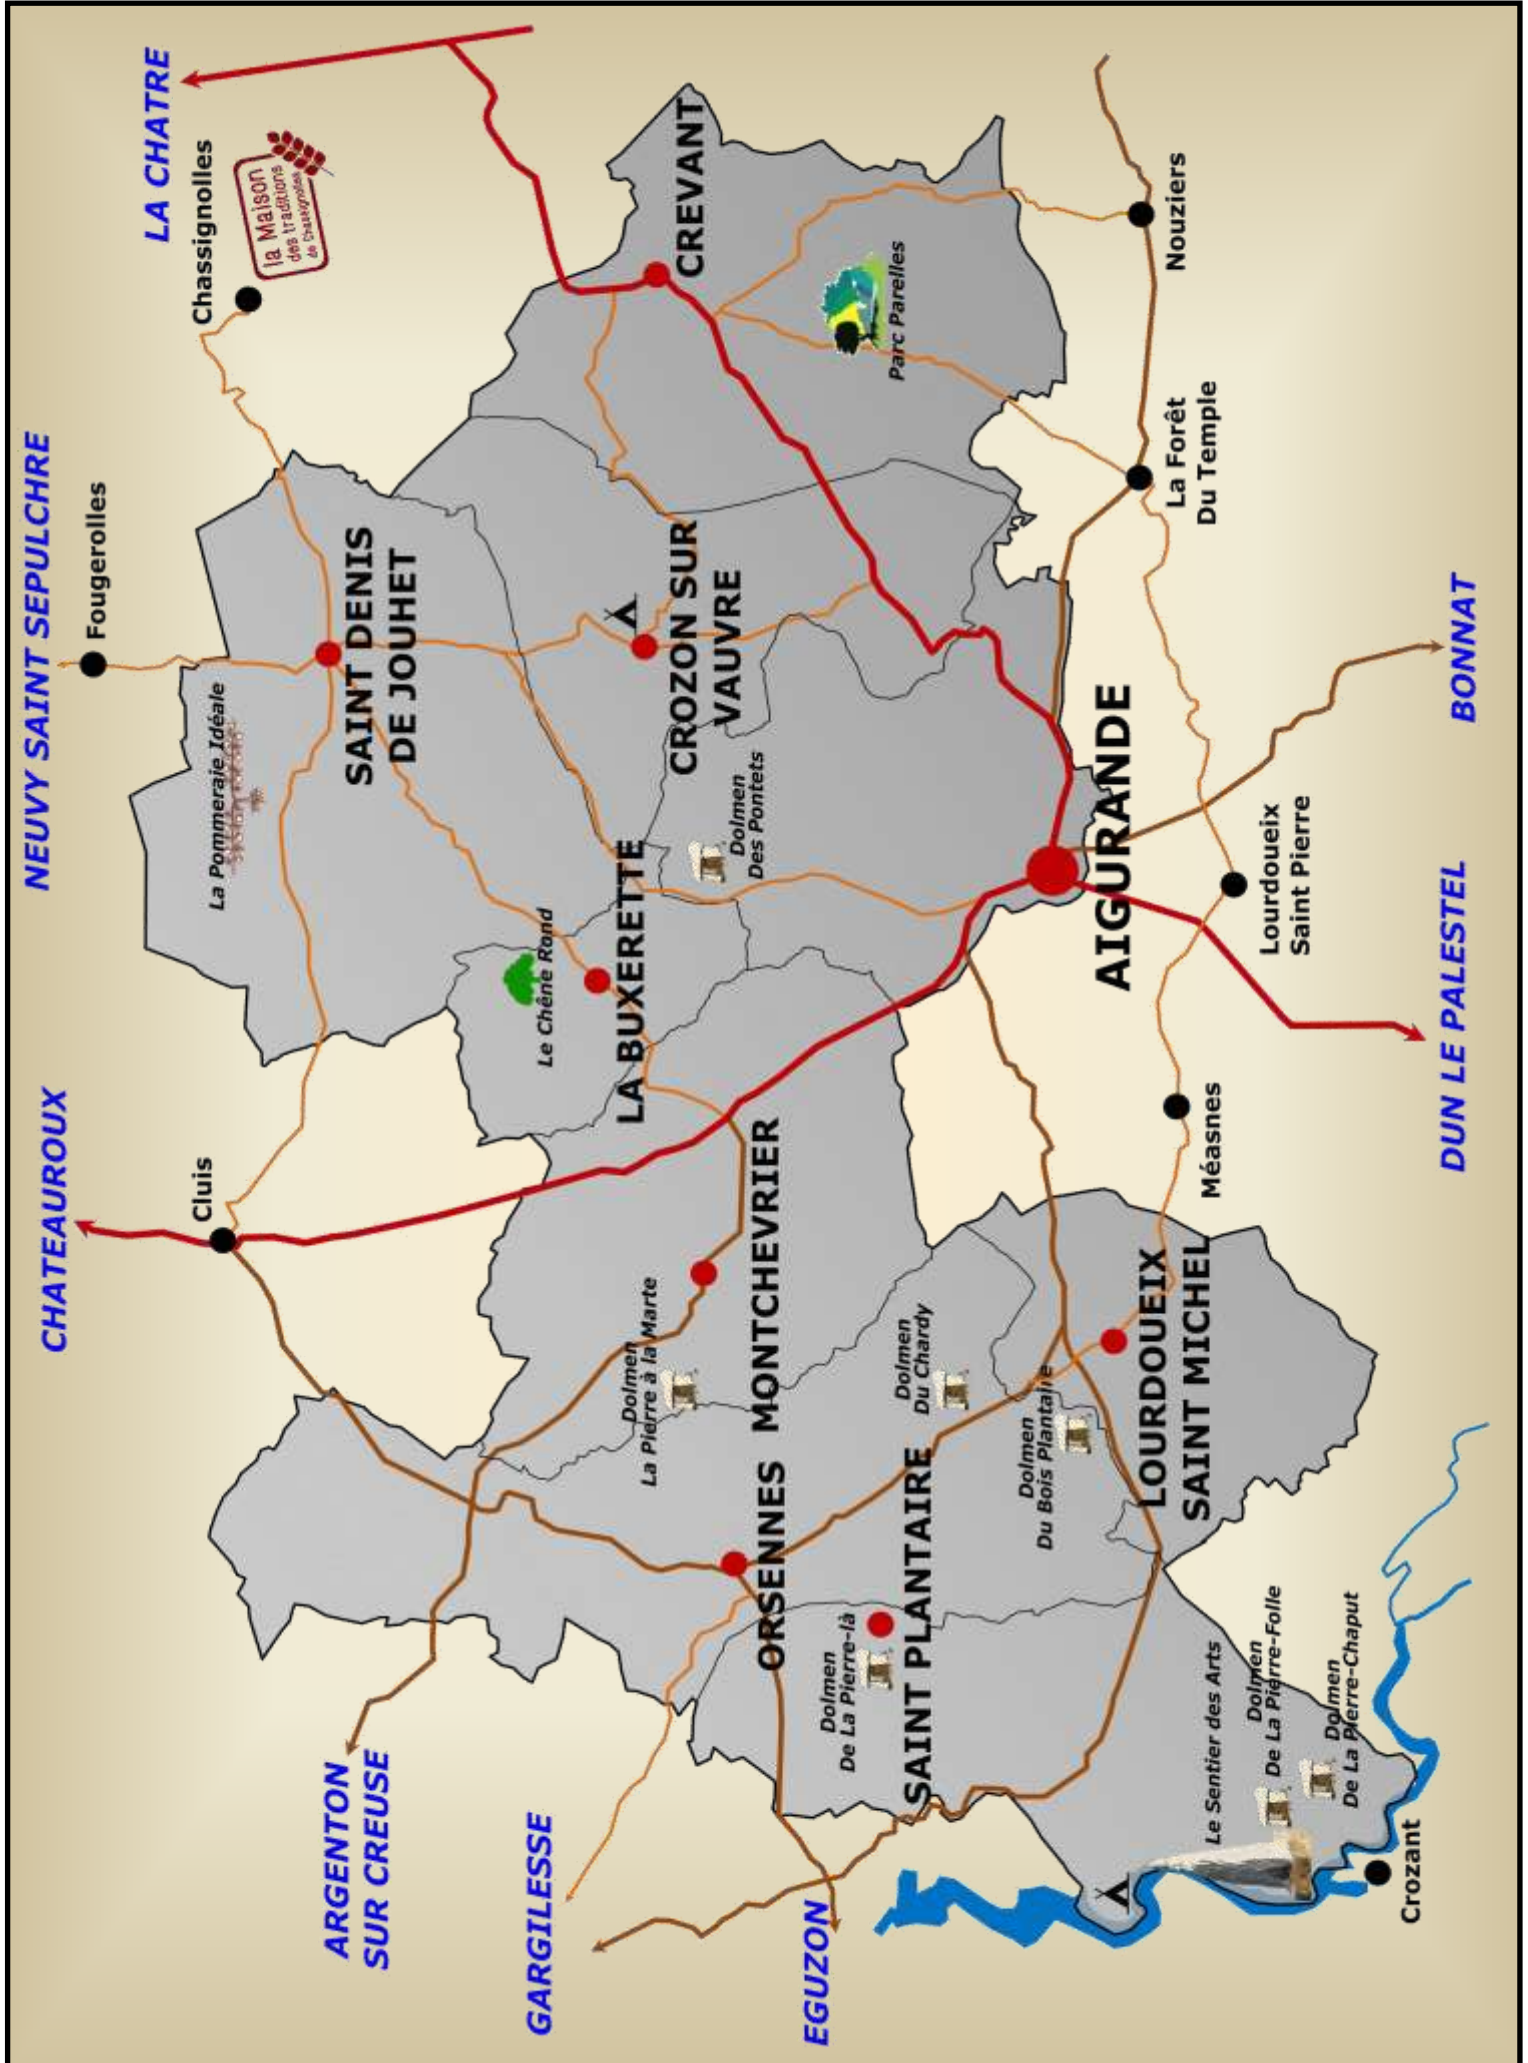 NEUVY SAINT SEPULCHRE
LA CHATRE
CHATEAUROUX
Fougerolles
Chassignolles
la Maison
des traditions
de Chassignolles
Cluis
La Pommeraie Idéale
SAINT DENIS
DE JOUHET
ARGENTON
SUR CREUSE
Le Chêne Rond
LA BUXERETTE
CROZON SUR
VAUVRE
CREVANT
GARGILESSE
Dolmen
La Pierre à la Marte
Dolmen
Des Pontets
ORSENNES
MONTCHEVRIER
EGUZON
Dolmen
De La Pierre-là
SAINT PLANTAIRE
Dolmen
Du Chardy
Parc Parelles
Dolmen
Du Bois Plantaire
AIGURANDE
LOURDOUEIX
SAINT MICHEL
Nouziers
La Forêt
Du Temple
Méasnes
Lourdoueix
Saint Pierre
Le Sentier des Arts
Dolmen
De La Pierre-Folle
Dolmen
De La Pierre-Chaput
Crozant
DUN LE PALESTEL
BONNAT